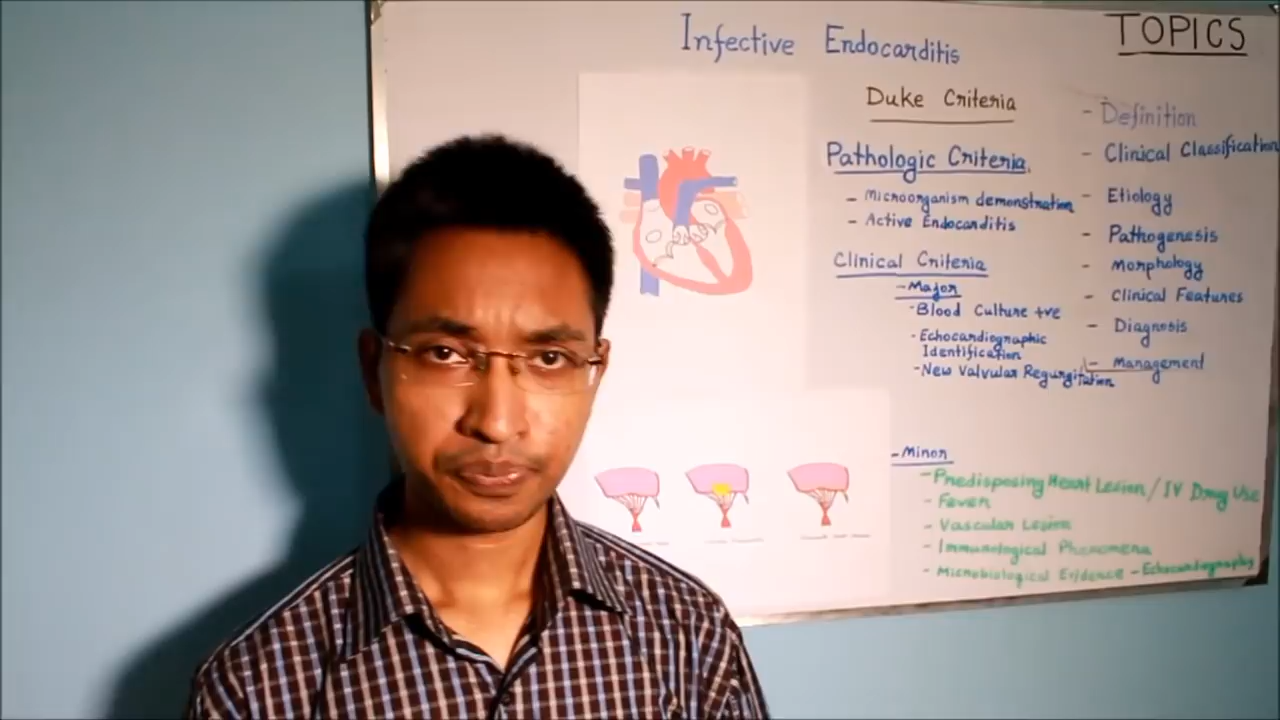 Infective Endocarditis
Duke Criteria
Pathologic Criteria
- Microorganism demonstration
- Active Endocarditis
Clinical Criteria
- Major
- Blood Culture +ve
- Echocardiographic
Identification
- New Valvular Regurgitation
- Minor
- Predisposing Heart Lesion / IV Drug Use
- Fever
- Vascular Lesion
- Immunological Phenomena
- Microbiological Evidence - Echocardiography
TOPICS
- Definition
- Clinical Classification
- Etiology
- Pathogenesis
- Morphology
- Clinical Features
- Diagnosis
- Management